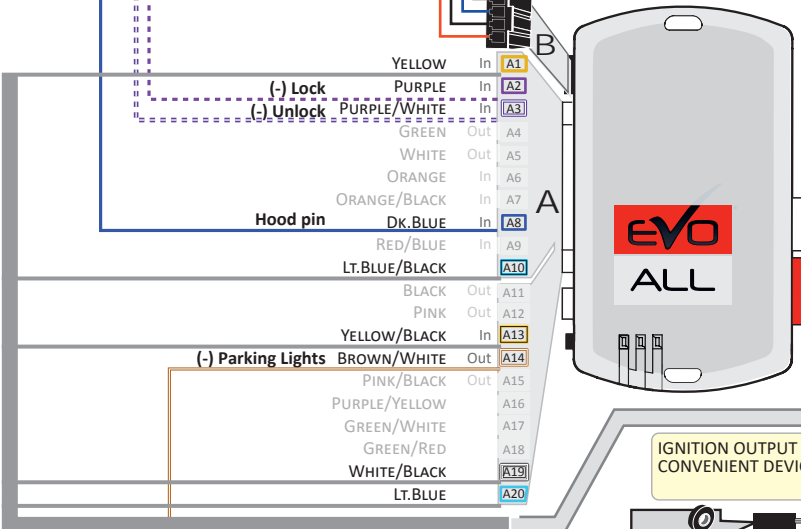 B
YELLOW In A1
(-) Lock PURPLE In A2
(-) Unlock PURPLE/WHITE In A3
GREEN Out A4
WHITE Out A5
ORANGE In A6
ORANGE/BLACK In A7
A
Hood pin DK.BLUE In A8
RED/BLUE In A9
LT.BLUE/BLACK A10
BLACK Out A11
PINK Out A12
YELLOW/BLACK In A13
(-) Parking Lights BROWN/WHITE Out A14
PINK/BLACK Out A15
PURPLE/YELLOW A16
GREEN/WHITE A17
GREEN/RED A18
WHITE/BLACK A19
LT.BLUE A20
EVO
ALL
IGNITION OUTPUT
CONVENIENT DEVI